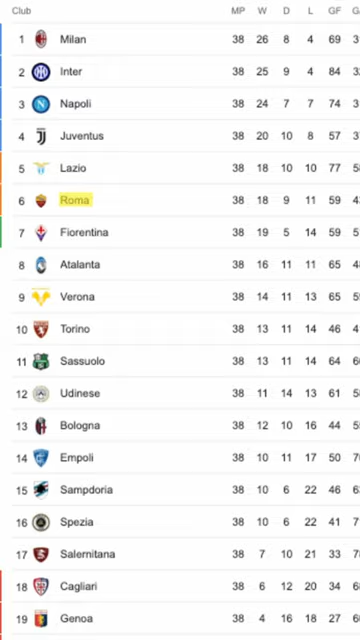 Club MP W D L GF
1 Milan 38 26 8 4 69
2 Inter 38 25 9 4 84
3 Napoli 38 24 7 7 74
4 Juventus 38 20 10 8 57
5 Lazio 38 18 10 10 77
6 Roma 38 18 9 11 59
7 Fiorentina 38 19 5 14 59
8 Atalanta 38 16 11 11 65
9 Verona 38 14 11 13 65
10 Torino 38 13 11 14 46
11 Sassuolo 38 13 11 14 64
12 Udinese 38 11 14 13 61
13 Bologna 38 12 10 16 44
14 Empoli 38 10 11 17 50
15 Sampdoria 38 10 6 22 46
16 Spezia 38 10 6 22 41
17 Salernitana 38 7 10 21 33
18 Cagliari 38 6 12 20 34
19 Genoa 38 4 16 18 27